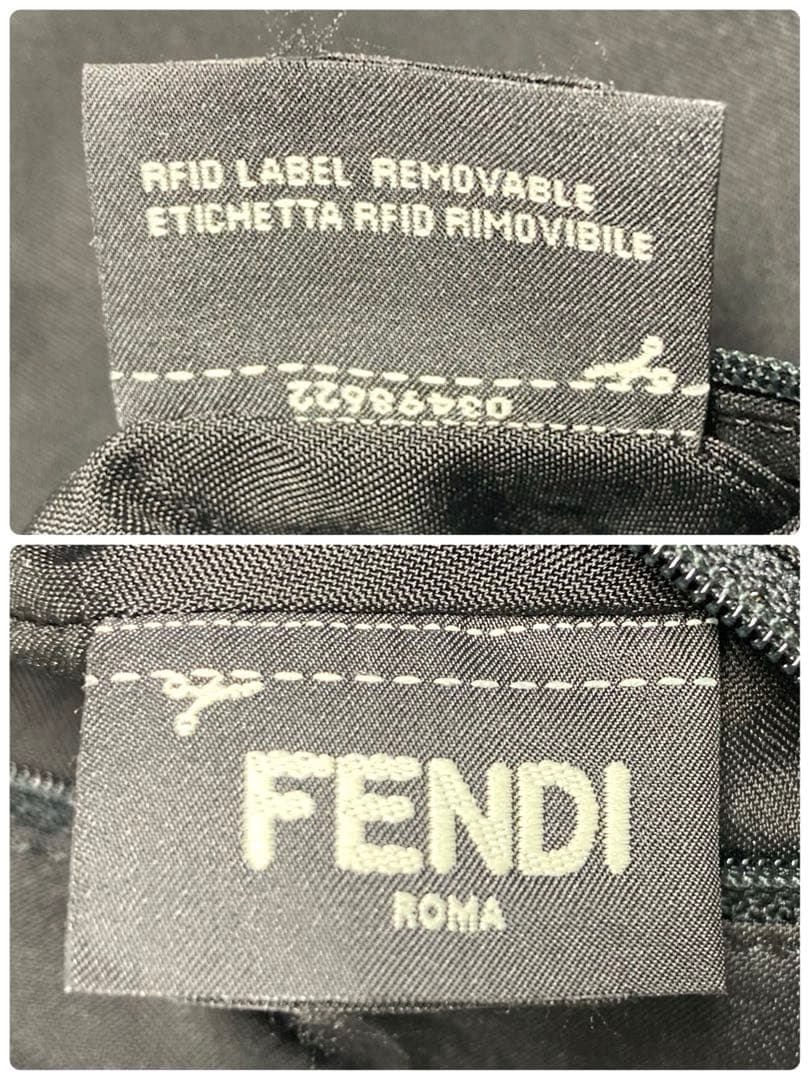 RFID LABEL REMOVABLE
ETICHETTA RFID RIMOVIBILE
03498622
FENDI
ROMA